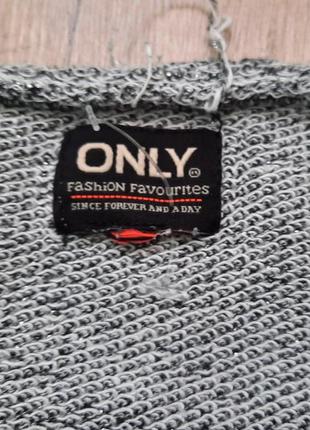 ONLY
FASHION FAVOURITES
SINCE FOREVER AND A DAY